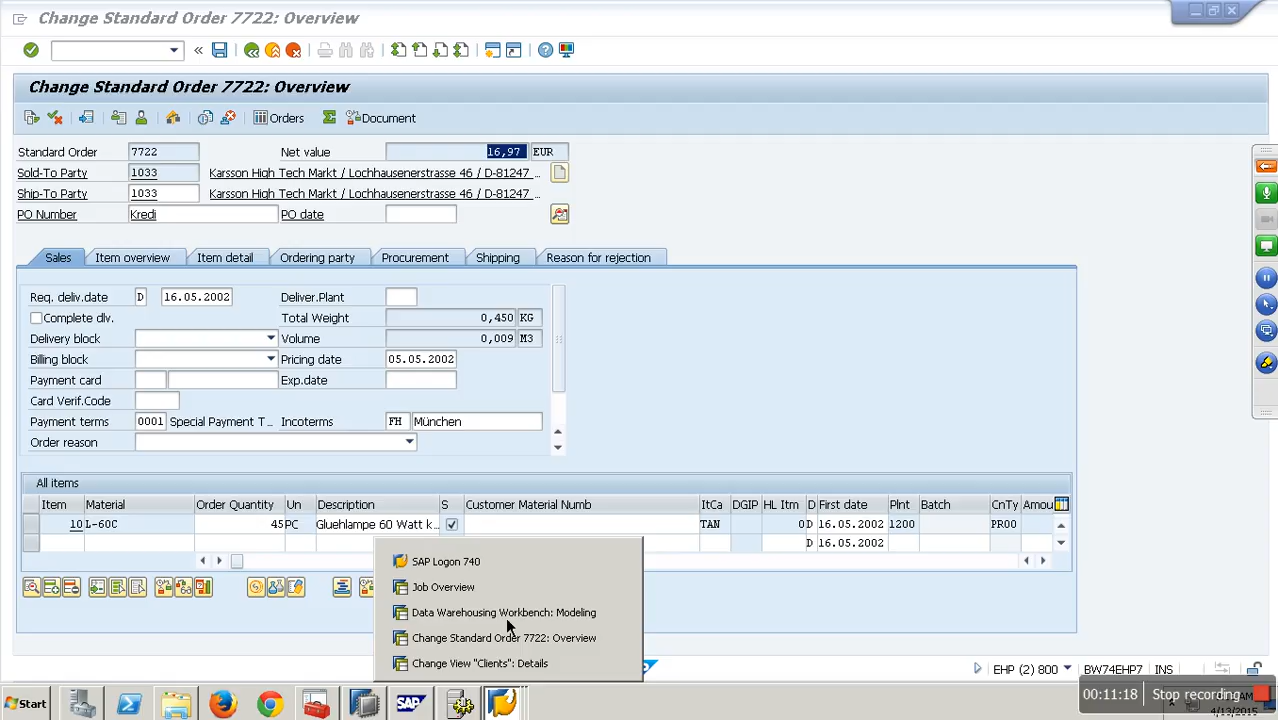 Change Standard Order 7722: Overview
Change Standard Order 7722: Overview
Orders Document
Standard Order 7722 Net value 16,97 EUR
Sold-To Party 1033 Karsson High Tech Markt / Lochhausenerstrasse 46 / D-81247 ...
Ship-To Party 1033 Karsson High Tech Markt / Lochhausenerstrasse 46 / D-81247 ...
PO Number Kredi PO date
Sales Item overview Item detail Ordering party Procurement Shipping Reason for rejection
Req. deliv.date D 16.05.2002 Deliver.Plant
Complete dlv. Total Weight 0,450 KG
Delivery block Volume 0,009 M3
Billing block Pricing date 05.05.2002
Payment card Exp.date
Card Verif.Code
Payment terms 0001 Special Payment T... Incoterms FH München
Order reason
All items
Item Material Order Quantity Un Description S Customer Material Numb ItCa DGIP HL Itm D First date Plnt Batch CnTy Amou
10 L-60C 45 PC Gluehlampe 60 Watt k... TAN 0 D 16.05.2002 1200 PR00
D 16.05.2002
SAP Logon 740
Job Overview
Data Warehousing Workbench: Modeling
Change Standard Order 7722: Overview
Change View "Clients": Details
EHP (2) 800 BW74EHP7 INS
Start SAP 00:11:18 Stop recording AM
4/13/2015